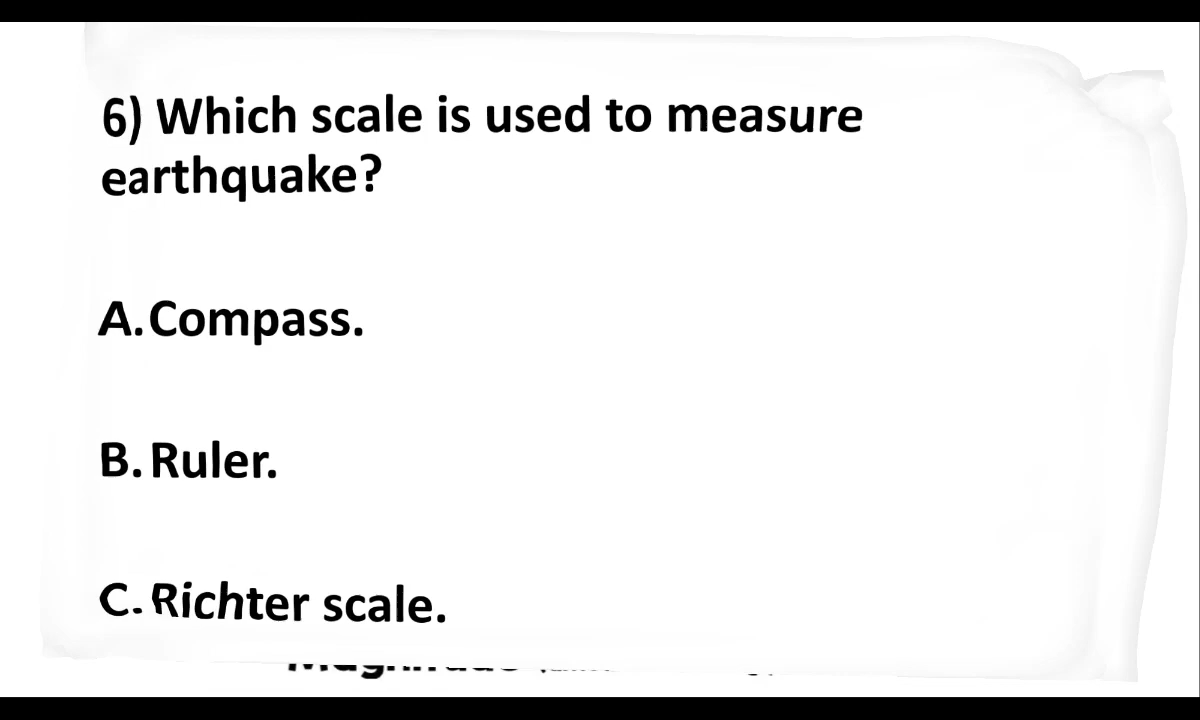 6) Which scale is used to measure
earthquake?
A. Compass.
B. Ruler.
C. Richter scale.